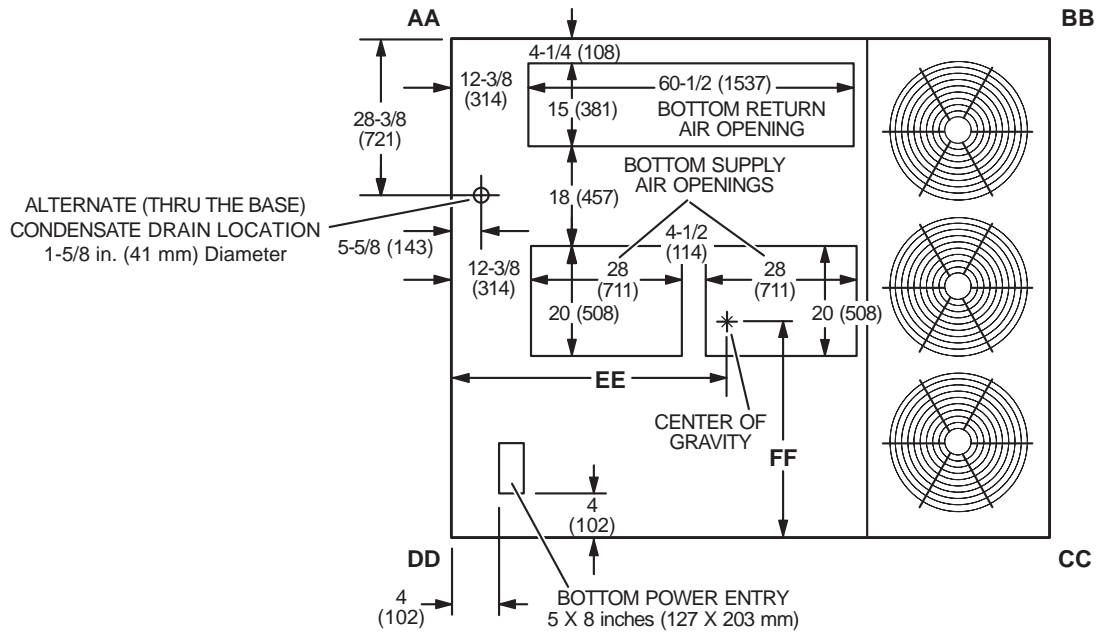 AA
BB
4-1/4 (108)
12-3/8
(314)
60-1/2 (1537)
15 (381)
BOTTOM RETURN
AIR OPENING
28-3/8
(721)
BOTTOM SUPPLY
AIR OPENINGS
18 (457)
ALTERNATE (THRU THE BASE)
CONDENSATE DRAIN LOCATION
1-5/8 in. (41 mm) Diameter
5-5/8 (143)
4-1/2
(114)
12-3/8
(314)
28
(711)
28
(711)
20 (508)
20 (508)
EE
CENTER OF
GRAVITY
FF
4
(102)
DD
CC
4
(102)
BOTTOM POWER ENTRY
5 X 8 inches (127 X 203 mm)